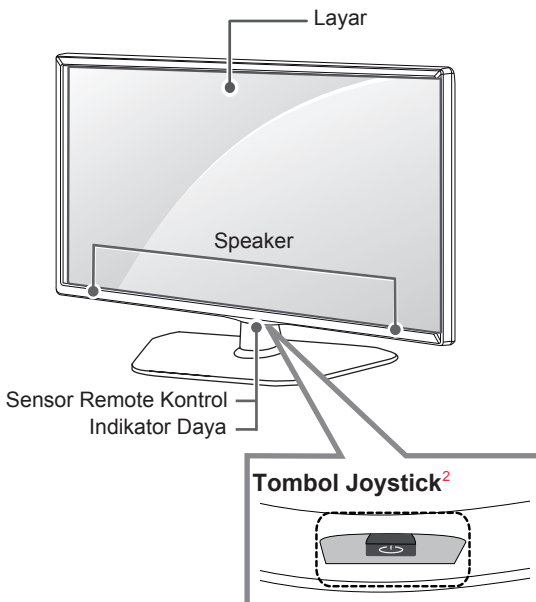 Layar
Speaker
Sensor Remote Kontrol
Indikator Daya
Tombol Joystick2